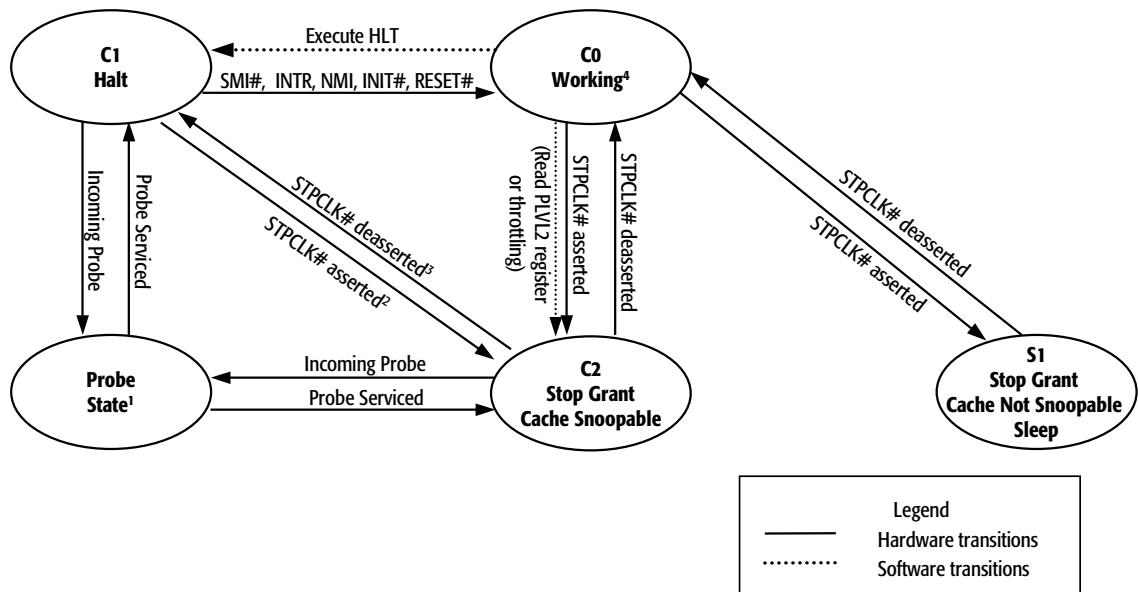 Execute HLT
C1
Halt
C0
Working⁴
SMI#, INTR, NMI, INIT#, RESET#
Incoming Probe
Probe Serviced
STPCLK# deasserted³
STPCLK# asserted²
(Read PLVL2 register
or throttling)
STPCLK# asserted
STPCLK# deasserted
STPCLK# deasserted
STPCLK# asserted
Probe
State¹
Incoming Probe
Probe Serviced
C2
Stop Grant
Cache Snoopable
S1
Stop Grant
Cache Not Snoopable
Sleep
Legend
Hardware transitions
Software transitions